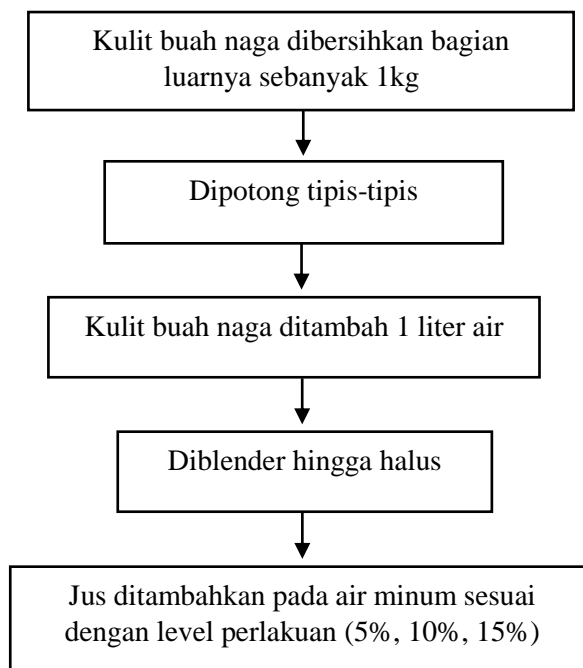 Kulit buah naga dibersihkan bagian
luarnya sebanyak 1kg
Dipotong tipis-tipis
Kulit buah naga ditambah 1 liter air
Diblender hingga halus
Jus ditambahkan pada air minum sesuai
dengan level perlakuan (5%, 10%, 15%)